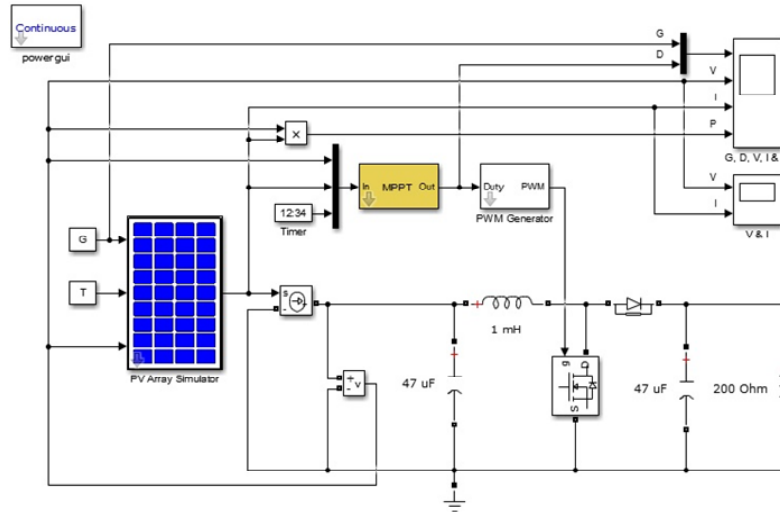 Continuous
powergui
G
D
V
I
P
G, D, V, I &
In MPPT Out
Duty PWM
PWM Generator
12:34
Timer
V
I
V & I
G
T
PV Array Simulator
s
-
+
-
v
+
1 mH
+
47 uF
g
D
S
+
47 uF
200 Ohm